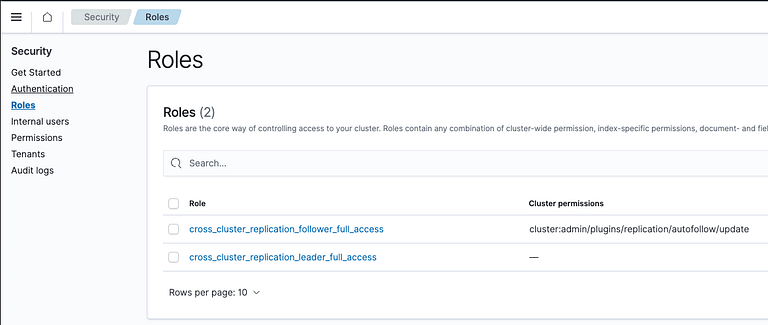 Security
Roles
Security
Get Started
Authentication
Roles
Internal users
Permissions
Tenants
Audit logs
Roles
Roles (2)
Roles are the core way of controlling access to your cluster. Roles contain any combination of cluster-wide permission, index-specific permissions, document- and fiel
Search...
Role Cluster permissions
cross_cluster_replication_follower_full_access cluster:admin/plugins/replication/autofollow/update
cross_cluster_replication_leader_full_access —
Rows per page: 10